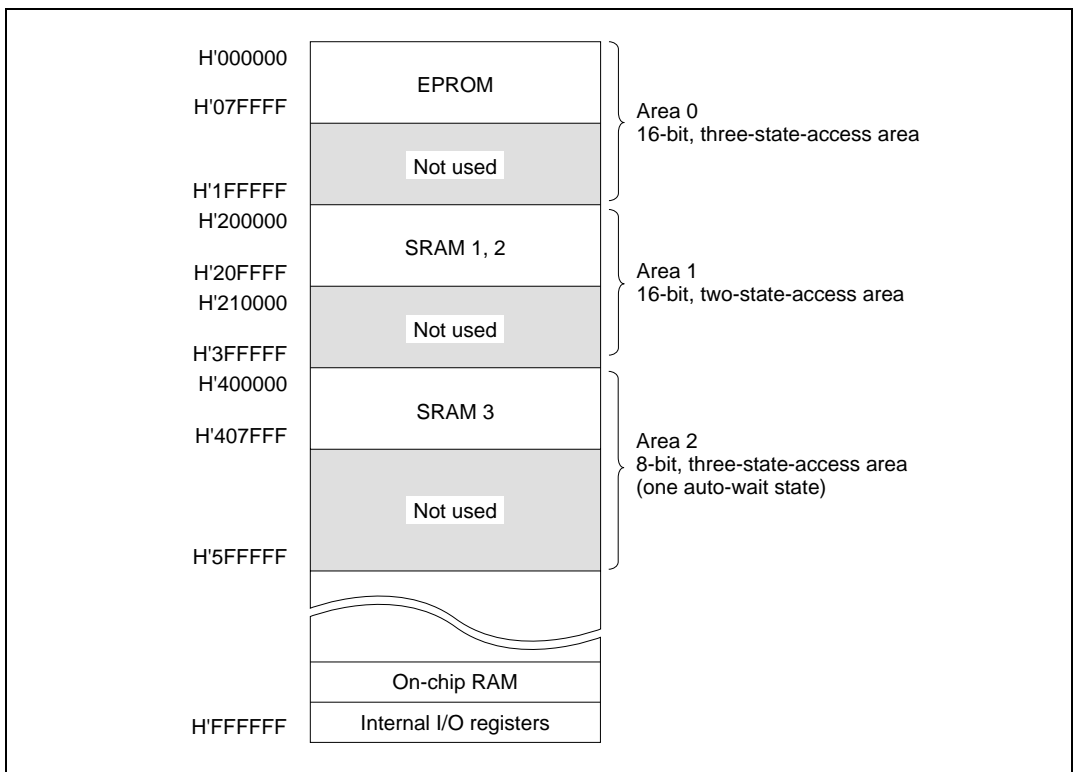 H'000000
EPROM
H'07FFFF
Area 0
16-bit, three-state-access area
Not used
H'1FFFFF
H'200000
SRAM 1, 2
H'20FFFF
Area 1
16-bit, two-state-access area
H'210000
Not used
H'3FFFFF
H'400000
SRAM 3
H'407FFF
Area 2
8-bit, three-state-access area
(one auto-wait state)
Not used
H'5FFFFF
On-chip RAM
H'FFFFFF
Internal I/O registers